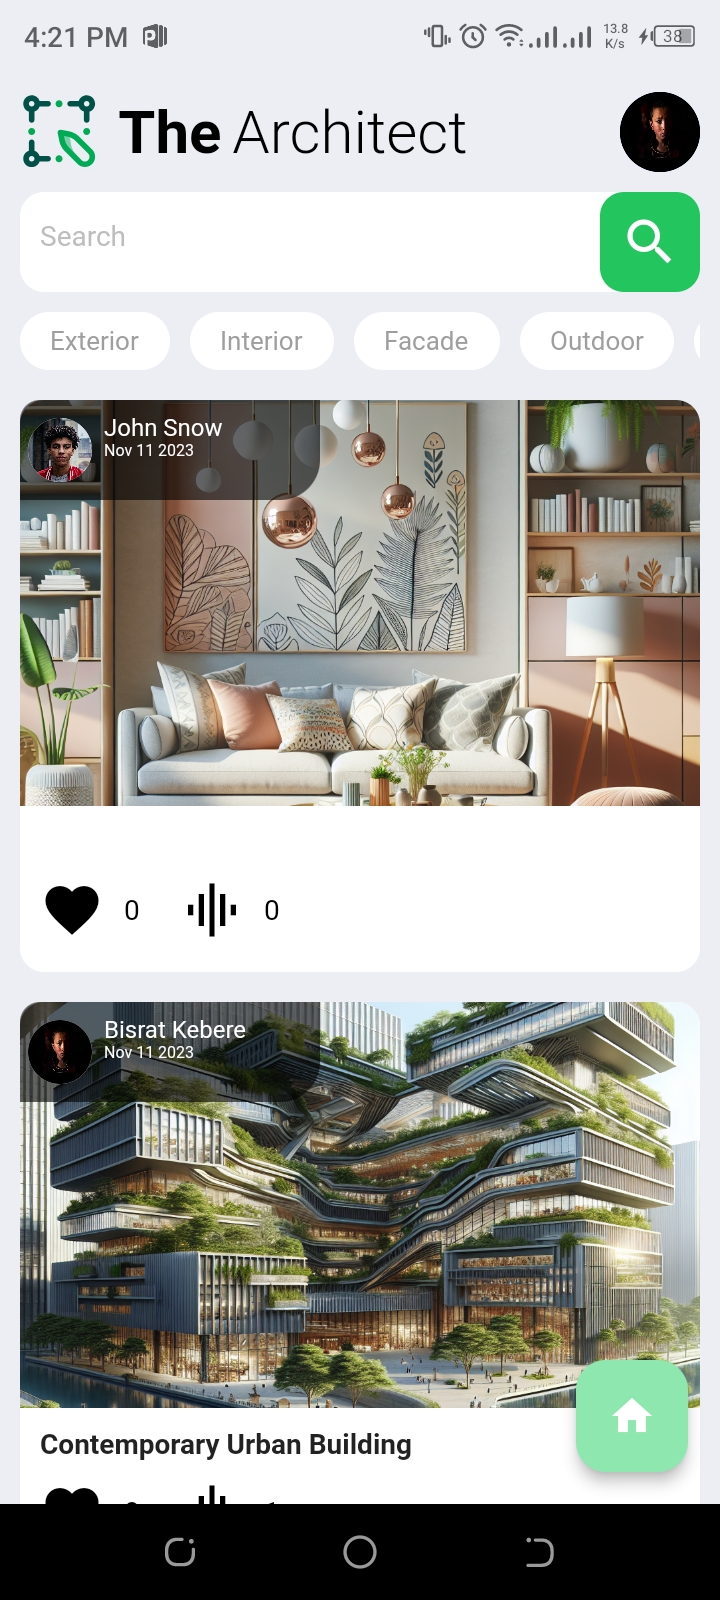 4:21 PM
13.8
K/s
38
The Architect
Search
Exterior
Interior
Facade
Outdoor
John Snow
Nov 11 2023
0
0
Bisrat Kebere
Nov 11 2023
Contemporary Urban Building